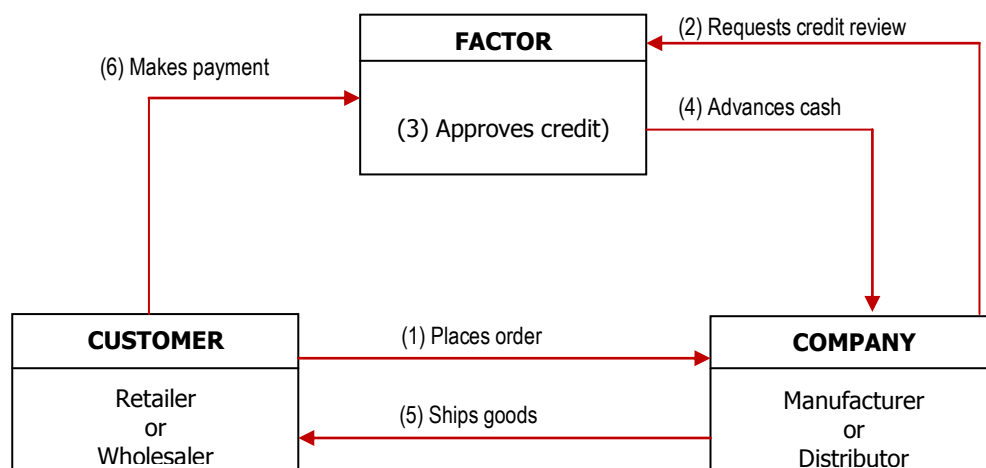 FACTOR
(2) Requests credit review
(6) Makes payment
(3) Approves credit)
(4) Advances cash
CUSTOMER
(1) Places order
COMPANY
Retailer
or
Wholesaler
(5) Ships goods
Manufacturer
or
Distributor